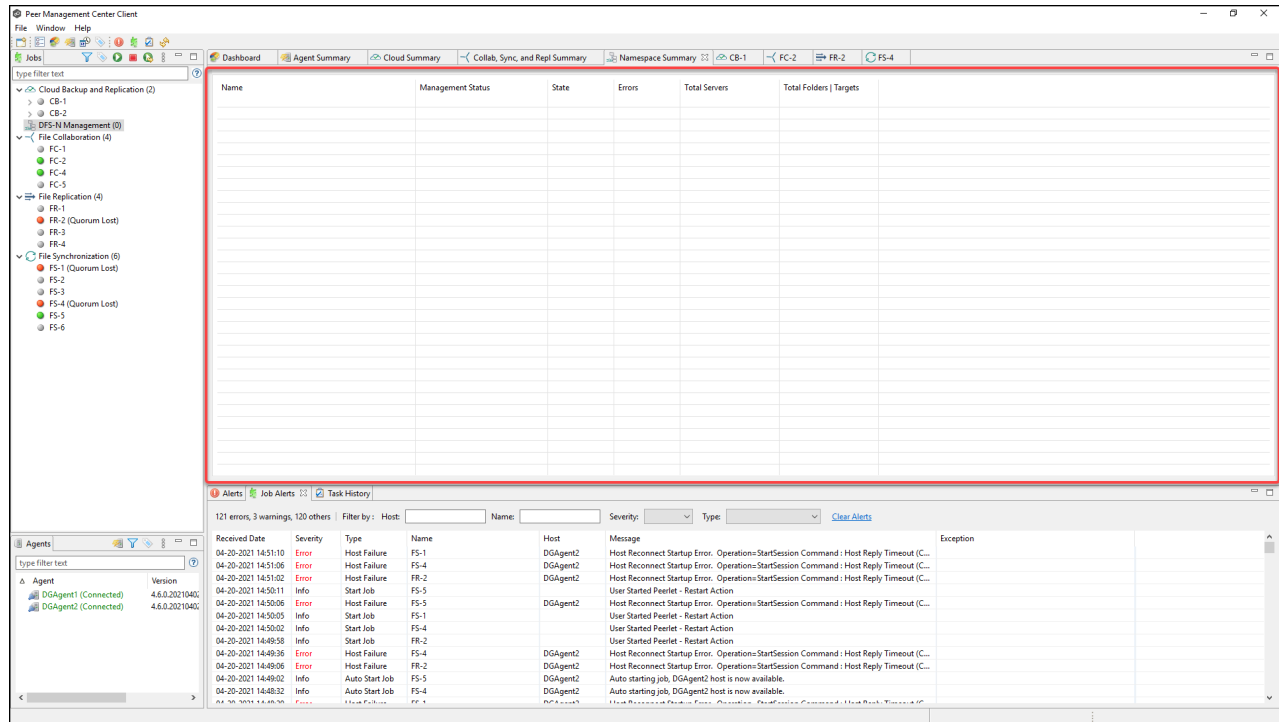 Peer Management Center Client
File Window Help
Jobs
type filter text
Cloud Backup and Replication (2)
CB-1
CB-2
DFS-N Management (0)
File Collaboration (4)
FC-1
FC-2
FC-4
FC-5
File Replication (4)
FR-1
FR-2 (Quorum Lost)
FR-3
FR-4
File Synchronization (6)
FS-1 (Quorum Lost)
FS-2
FS-3
FS-4 (Quorum Lost)
FS-5
FS-6
Agents
type filter text
Agent Version
DGAgent1 (Connected) 4.6.0.2021040
DGAgent2 (Connected) 4.6.0.2021040
Dashboard Agent Summary Cloud Summary Collab, Sync, and Repl Summary Namespace Summary CB-1 FC-2 FR-2 FS-4
Name Management Status State Errors Total Servers Total Folders | Targets
Alerts Job Alerts Task History
121 errors, 3 warnings, 120 others Filter by : Host: Name: Severity: Type: Clear Alerts
Received Date Severity Type Name Host Message Exception
04-20-2021 14:51:10 Error Host Failure FS-1 DGAgent2 Host Reconnect Startup Error. Operation=StartSession Command : Host Reply Timeout (C...
04-20-2021 14:51:06 Error Host Failure FS-4 DGAgent2 Host Reconnect Startup Error. Operation=StartSession Command : Host Reply Timeout (C...
04-20-2021 14:51:02 Error Host Failure FR-2 DGAgent2 Host Reconnect Startup Error. Operation=StartSession Command : Host Reply Timeout (C...
04-20-2021 14:50:11 Info Start Job FS-5 User Started Peerlet - Restart Action
04-20-2021 14:50:06 Error Host Failure FS-5 DGAgent2 Host Reconnect Startup Error. Operation=StartSession Command : Host Reply Timeout (C...
04-20-2021 14:50:05 Info Start Job FS-1 User Started Peerlet - Restart Action
04-20-2021 14:50:02 Info Start Job FS-4 User Started Peerlet - Restart Action
04-20-2021 14:49:58 Info Start Job FR-2 User Started Peerlet - Restart Action
04-20-2021 14:49:36 Error Host Failure FS-4 DGAgent2 Host Reconnect Startup Error. Operation=StartSession Command : Host Reply Timeout (C...
04-20-2021 14:49:06 Error Host Failure FR-2 DGAgent2 Host Reconnect Startup Error. Operation=StartSession Command : Host Reply Timeout (C...
04-20-2021 14:49:02 Info Auto Start Job FS-5 DGAgent2 Auto starting job, DGAgent2 host is now available.
04-20-2021 14:48:32 Info Auto Start Job FS-4 DGAgent2 Auto starting job, DGAgent2 host is now available.